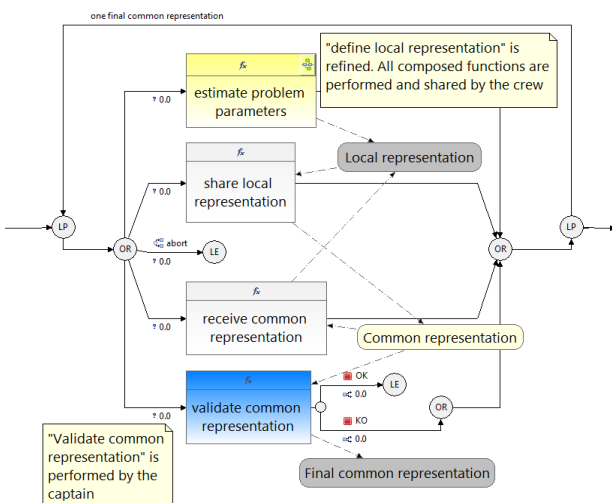 one final common representation
fx
estimate problem
parameters
"define local representation" is
refined. All composed functions are
performed and shared by the crew
? 0.0
Local representation
fx
share local
representation
? 0.0
LP
LP
OR
abort
LE
OR
? 0.0
fx
receive common
representation
? 0.0
Common representation
fx
validate common
representation
? 0.0
OK
LE
0.0
OR
KO
0.0
"Validate common
representation" is
performed by the
captain
Final common representation